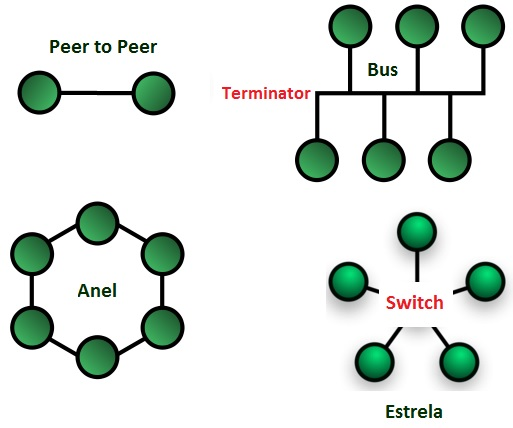 Peer to Peer
Bus
Terminator
Anel
Switch
Estrela